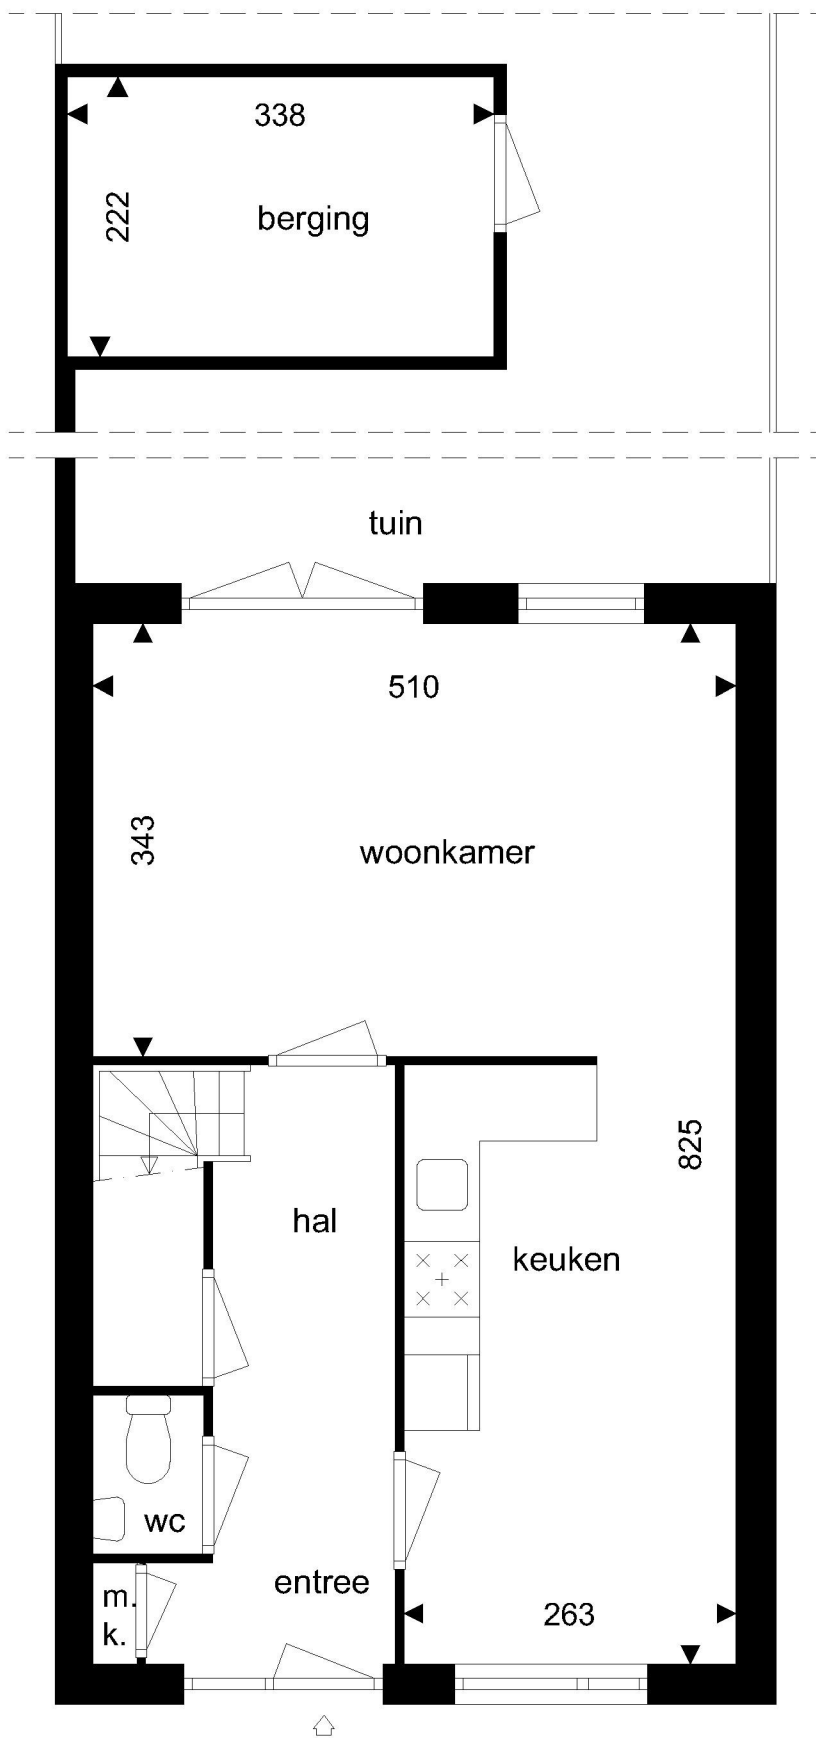 338
222
berging
tuin
510
343
woonkamer
825
hal
keuken
wc
entree
m.
k.
263